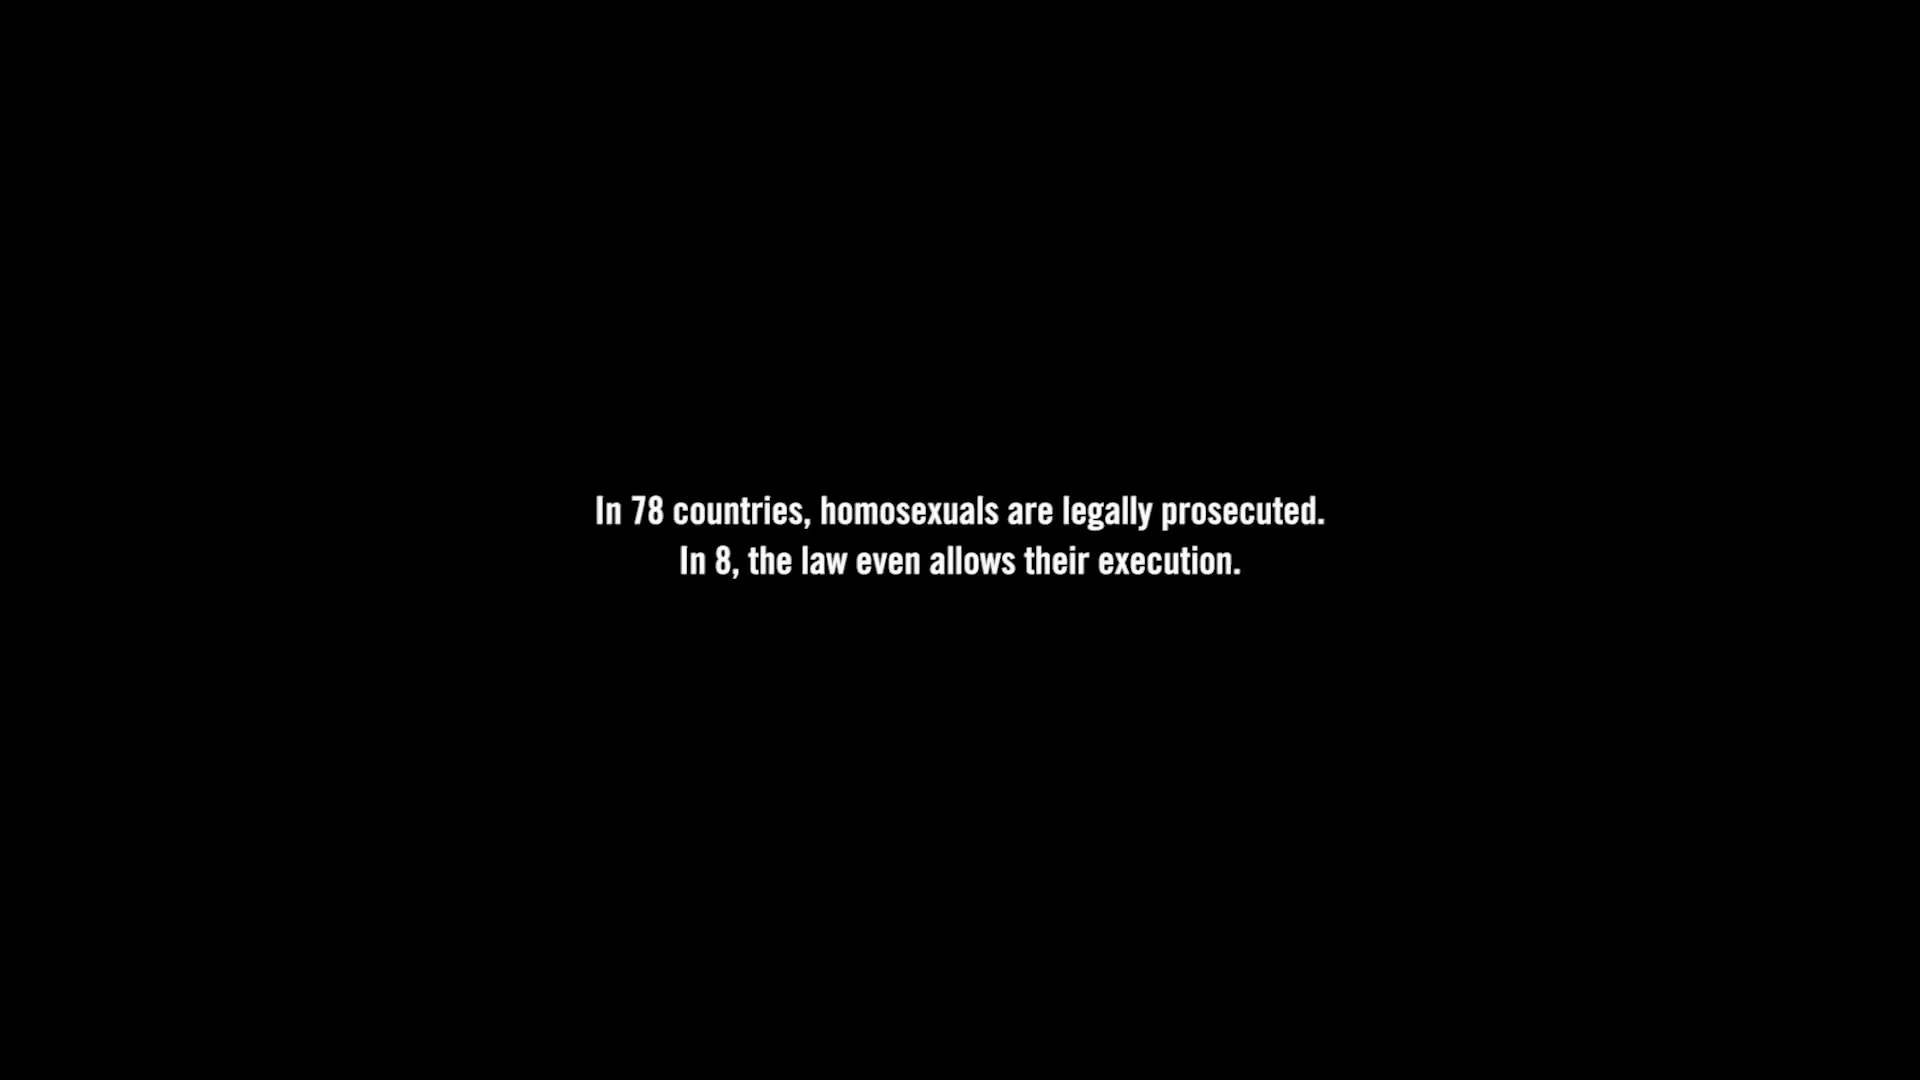 In 78 countries, homosexuals are legally prosecuted.
In 8, the law even allows their execution.